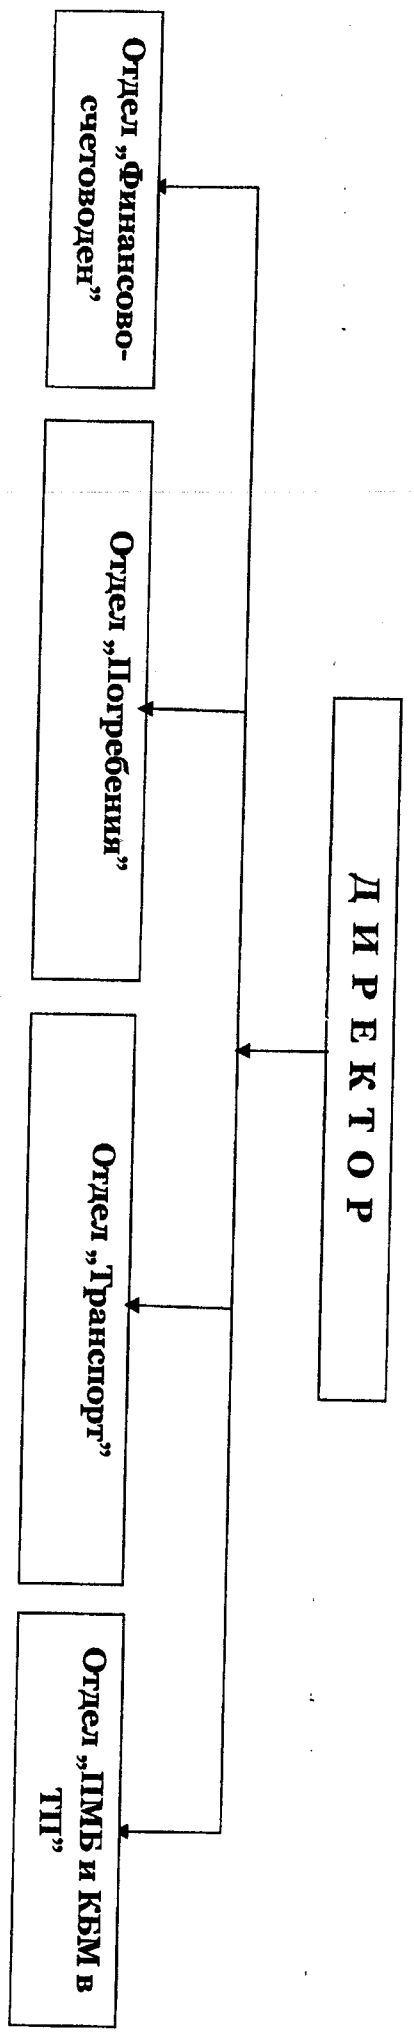 ДИРЕКТОР
Отдел „Финансово-
счетоводен”
Отдел „Погребения”
Отдел „Транспорт”
Отдел „ПМБ и КБМ в
ТП”